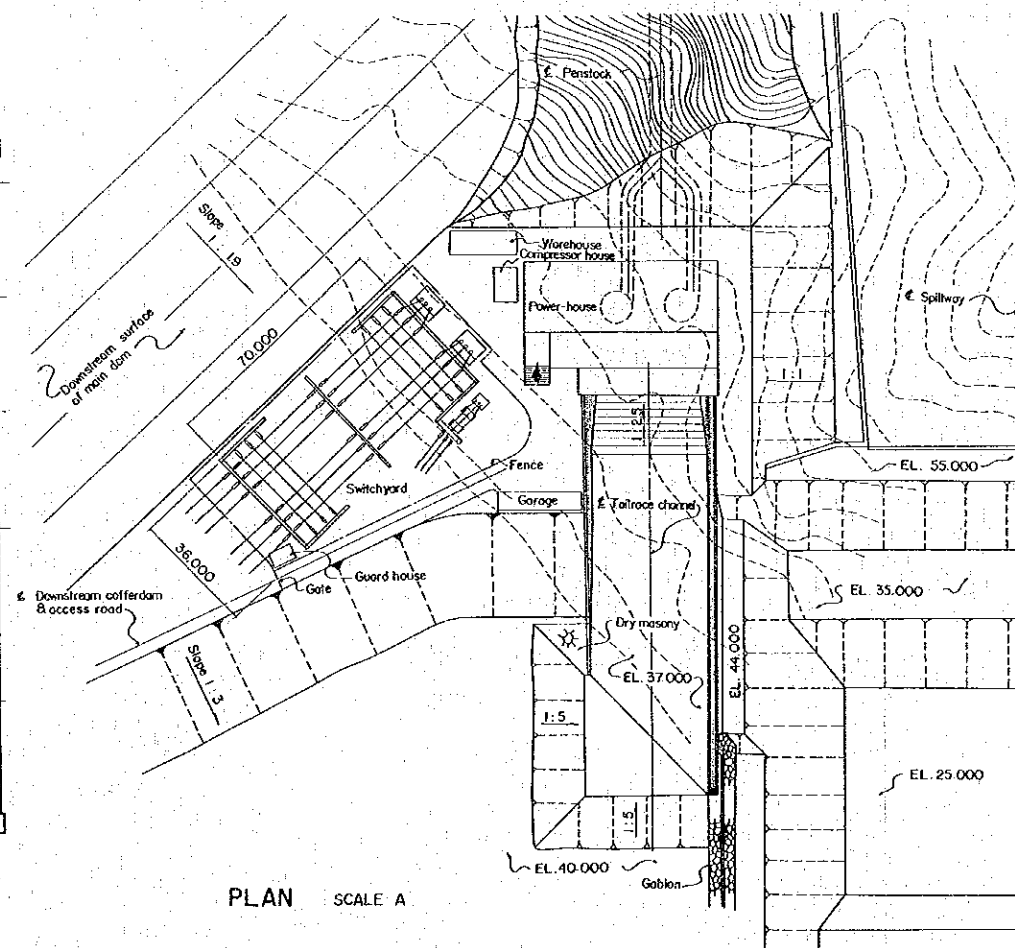 ℄ Penstock
Slope
1 : 1.9
Worehouse
Compressor house
Power-house
℄ Spillway
Downstream surface
of main dam
70.000
1:1
1:2.5
Fence
EL. 55.000
Switchyard
Garage
℄ Tailrace channel
36.000
Guard house
Gate
℄ Downstream cofferdam
& access road
EL. 35.000
Dry masony
Slope 1:3
EL. 37.000
EL. 44.000
1:5
EL. 25.000
1:5
EL. 40.000
Gabion
PLAN SCALE A